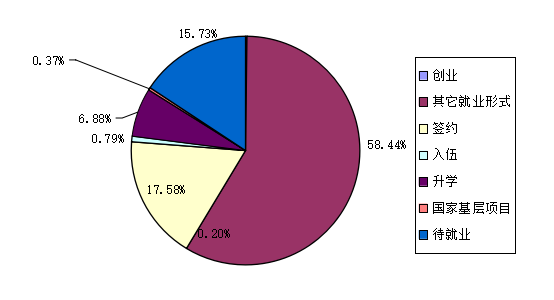 15.73%
0.37%
6.88%
0.79%
17.58%
0.20%
58.44%
创业
其它就业形式
签约
入伍
升学
国家基层项目
待就业